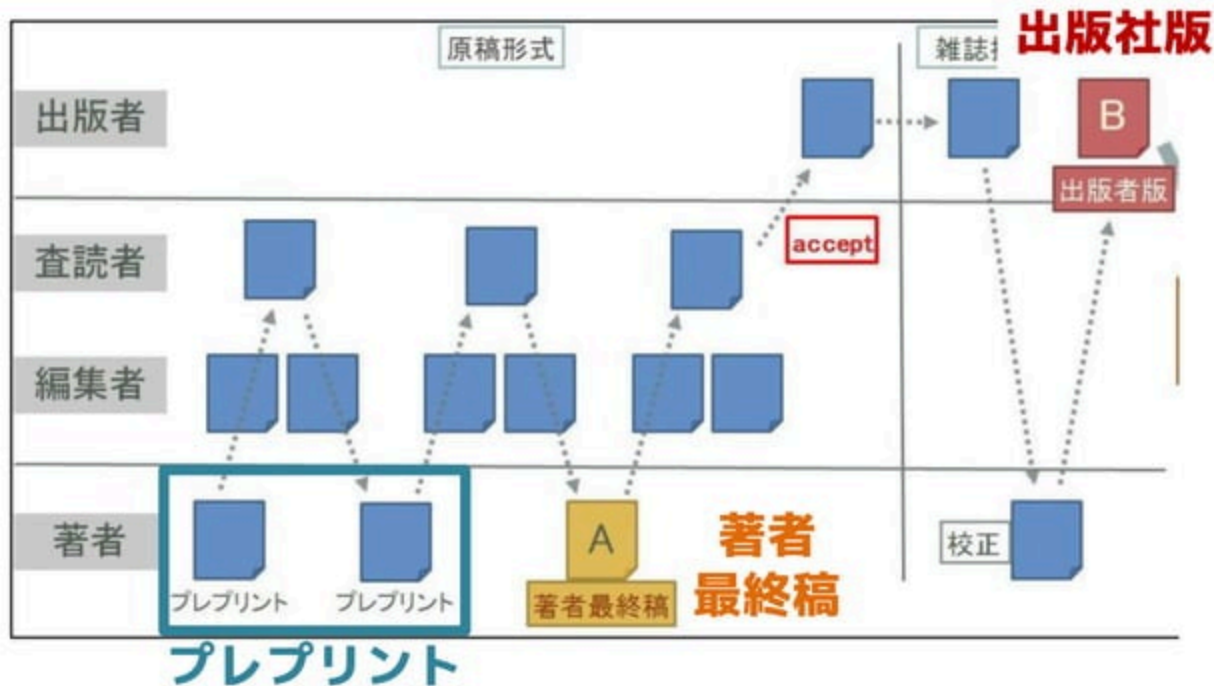 出版社版
原稿形式
雑誌
出版者
B
出版者版
査読者
accept
編集者
著者
A
校正
プレプリント
プレプリント
著者最終稿
著者
最終稿
プレプリント